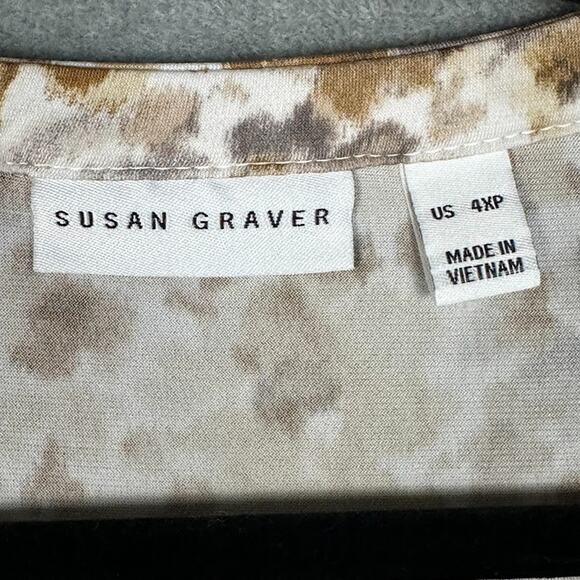 SUSAN GRAVER
US 4XP
MADE IN
VIETNAM